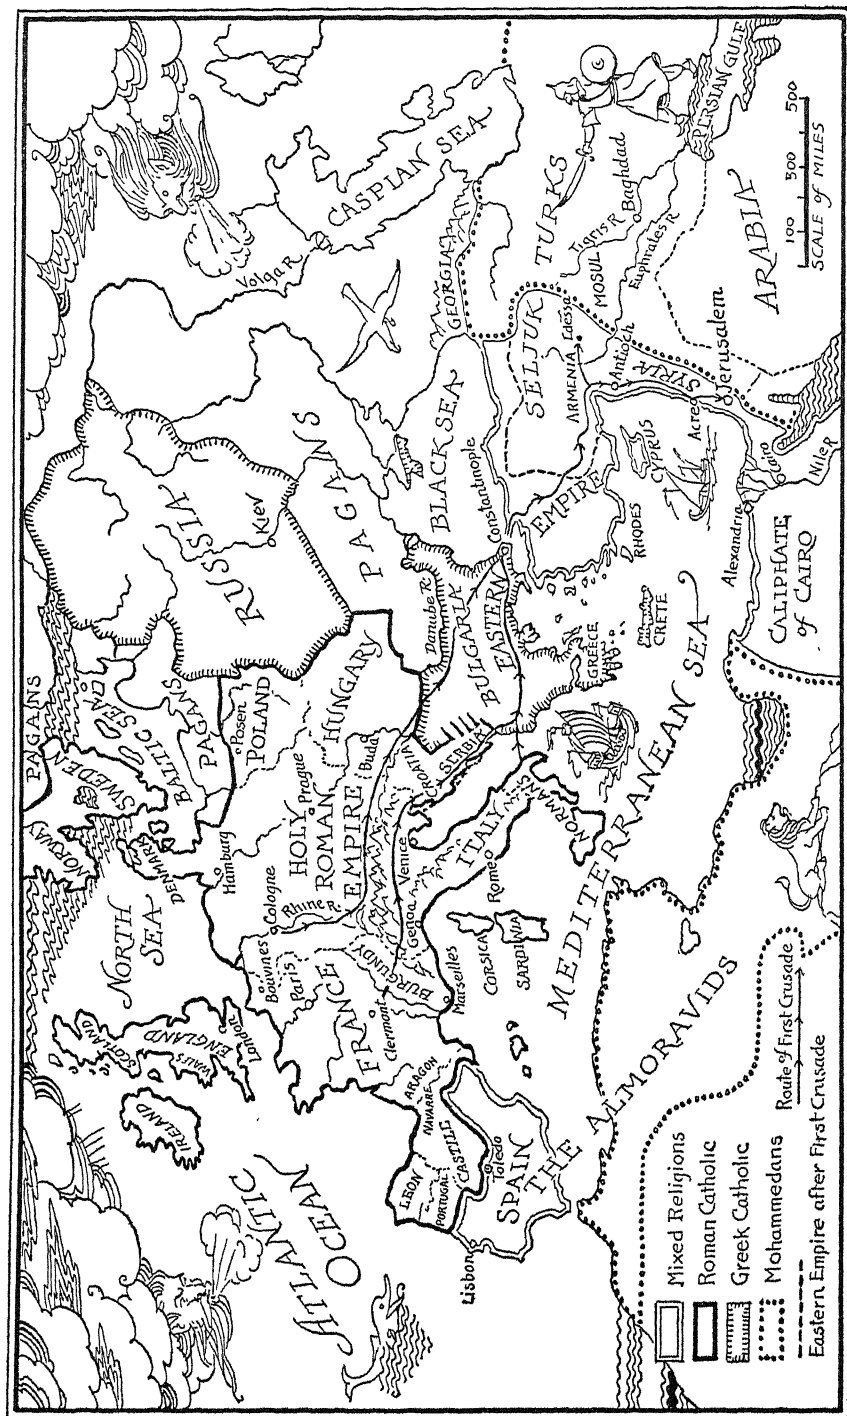 NORWAY
SWEDEN
PAGANS
BALTIC SEA
PAGANS
RUSSIA
Kiev
PAGANS
Volga R.
CASPIAN SEA
ATLANTIC
OCEAN
IRELAND
SCOTLAND
WALES
ENGLAND
London
NORTH
SEA
DENMARK
Hamburg
Posen
POLAND
Bouvines
Cologne
Rhine R.
Paris
FRANCE
Clermont
BURGUNDY
HOLY
ROMAN
EMPIRE
Prague
HUNGARY
Buda
CROATIA
SERBIA
Danube R.
BULGARIA
EASTERN
EMPIRE
Constantinople
BLACK SEA
GEORGIA
LEON
PORTUGAL
CASTILE
NAVARRE
ARAGON
Toledo
Lisbon
SPAIN
Marseilles
Genoa
Venice
CORSICA
SARDINIA
ITALY
Rome
NORMANS
GREECE
CRETE
RHODES
CYPRUS
SELJUK TURKS
ARMENIA
Edessa
MOSUL
Tigris R.
Baghdad
Euphrates R.
PERSIAN GULF
Antioch
SYRIA
Acre
Jerusalem
ARABIA
MEDITERRANEAN SEA
THE ALMORAVIDS
Alexandria
Cairo
Nile R
CALIPHATE
of CAIRO
Mixed Religions
Roman Catholic
Greek Catholic
Mohammedans
Route of First Crusade
Eastern Empire after First Crusade
100 300 500
SCALE of MILES